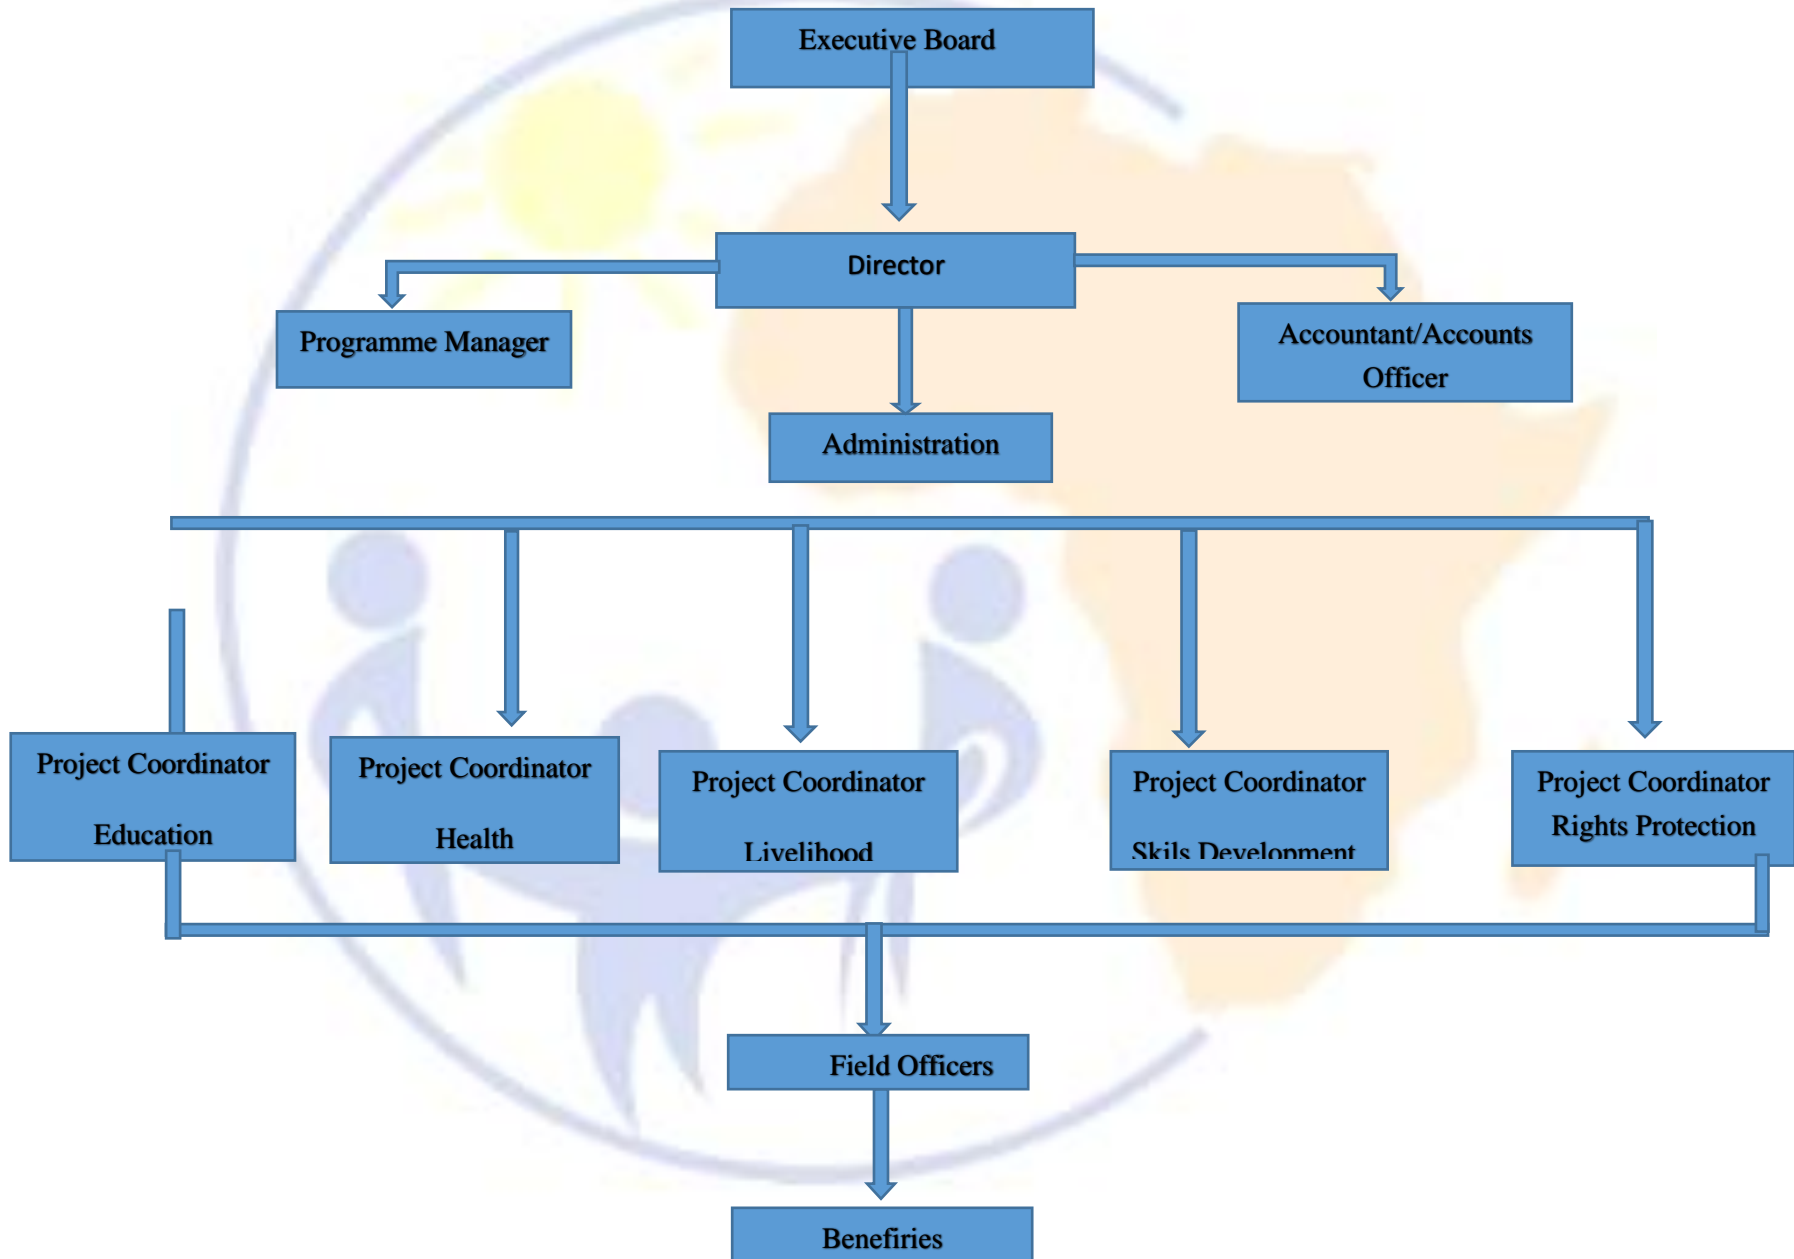 Executive Board
Director
Programme Manager
Accountant/Accounts
Officer
Administration
Project Coordinator
Education
Project Coordinator
Health
Project Coordinator
Livelihood
Project Coordinator
Skils Development
Project Coordinator
Rights Protection
Field Officers
Benefiries